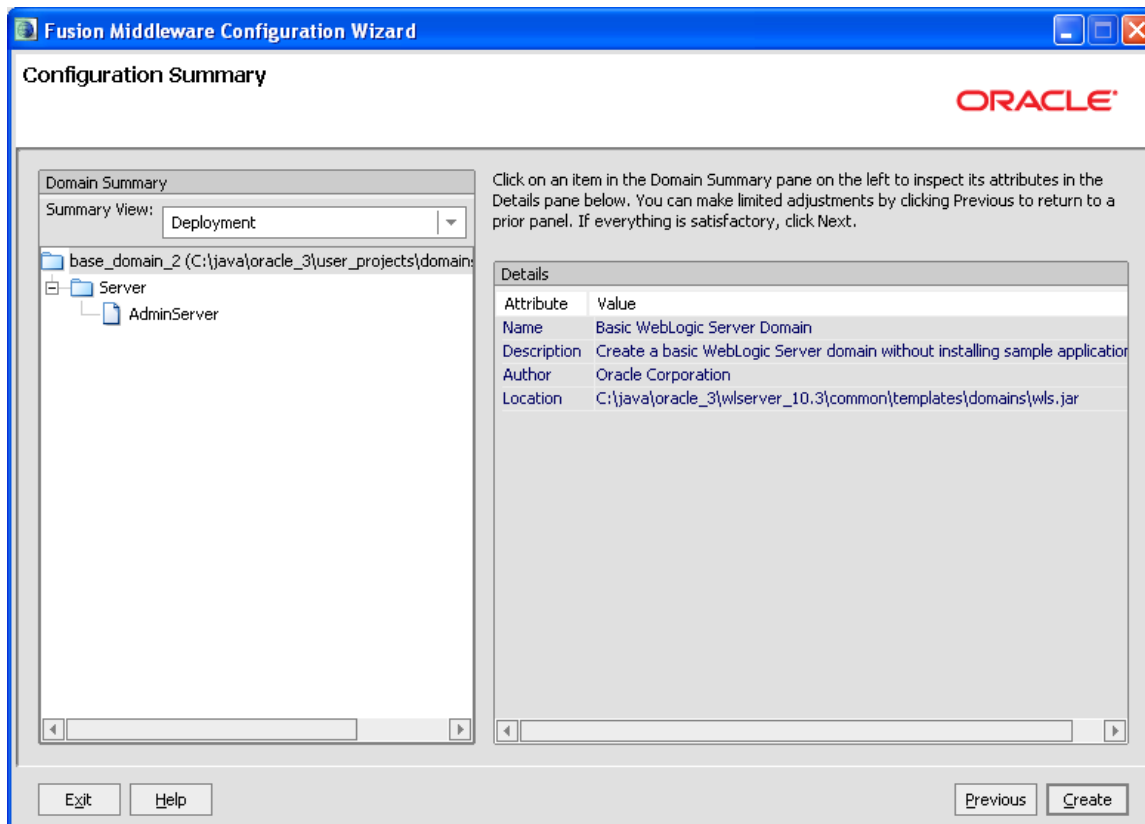 Fusion Middleware Configuration Wizard
Configuration Summary
ORACLE
Domain Summary
Summary View:
Deployment
base_domain_2 (C:\java\oracle_3\user_projects\domains
Server
AdminServer
Click on an item in the Domain Summary pane on the left to inspect its attributes in the
Details pane below. You can make limited adjustments by clicking Previous to return to a
prior panel. If everything is satisfactory, click Next.
Details
Attribute Value
Name Basic WebLogic Server Domain
Description Create a basic WebLogic Server domain without installing sample application
Author Oracle Corporation
Location C:\java\oracle_3\wlserver_10.3\common\templates\domains\wls.jar
Exit Help Previous Create